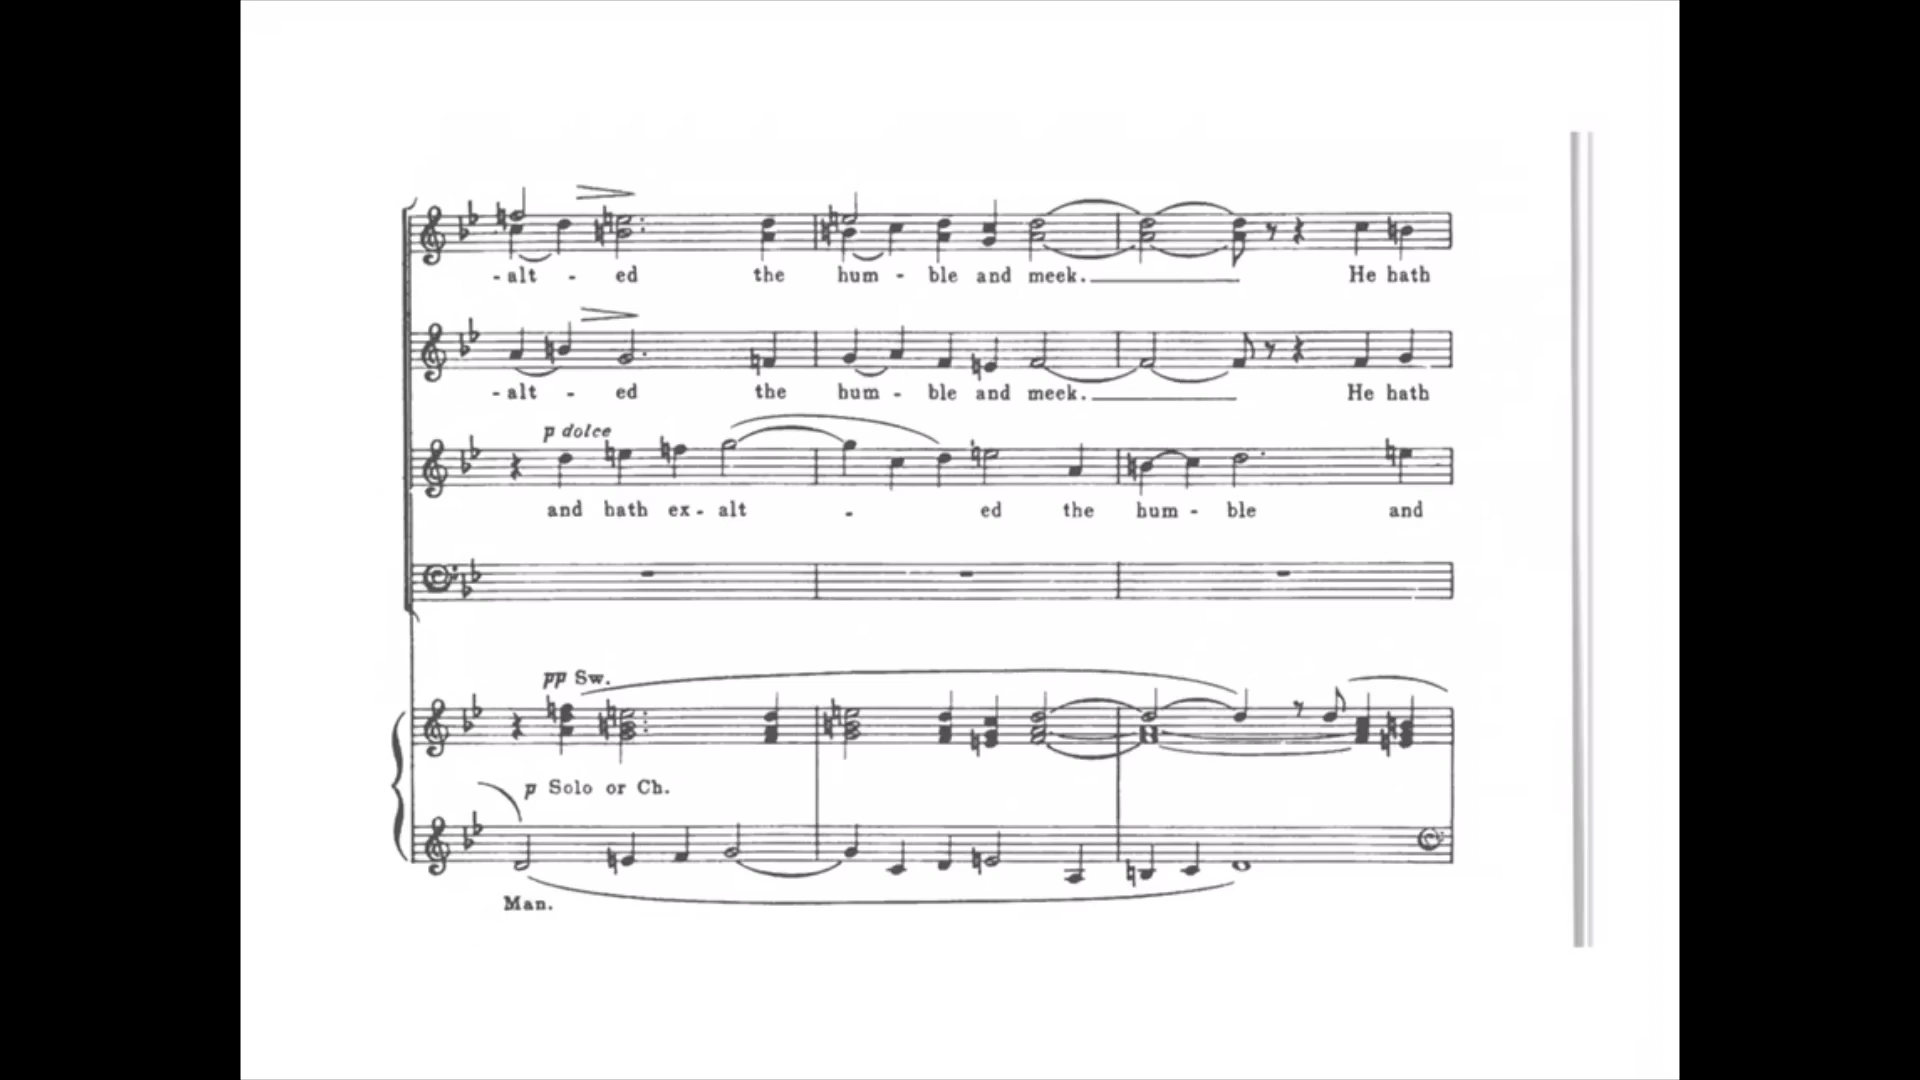 - alt - ed the hum - ble and meek. He hath
- alt - ed the hum - ble and meek. He hath
p dolce
and hath ex - alt - ed the hum - ble and
pp Sw.
p Solo or Ch.
Man.